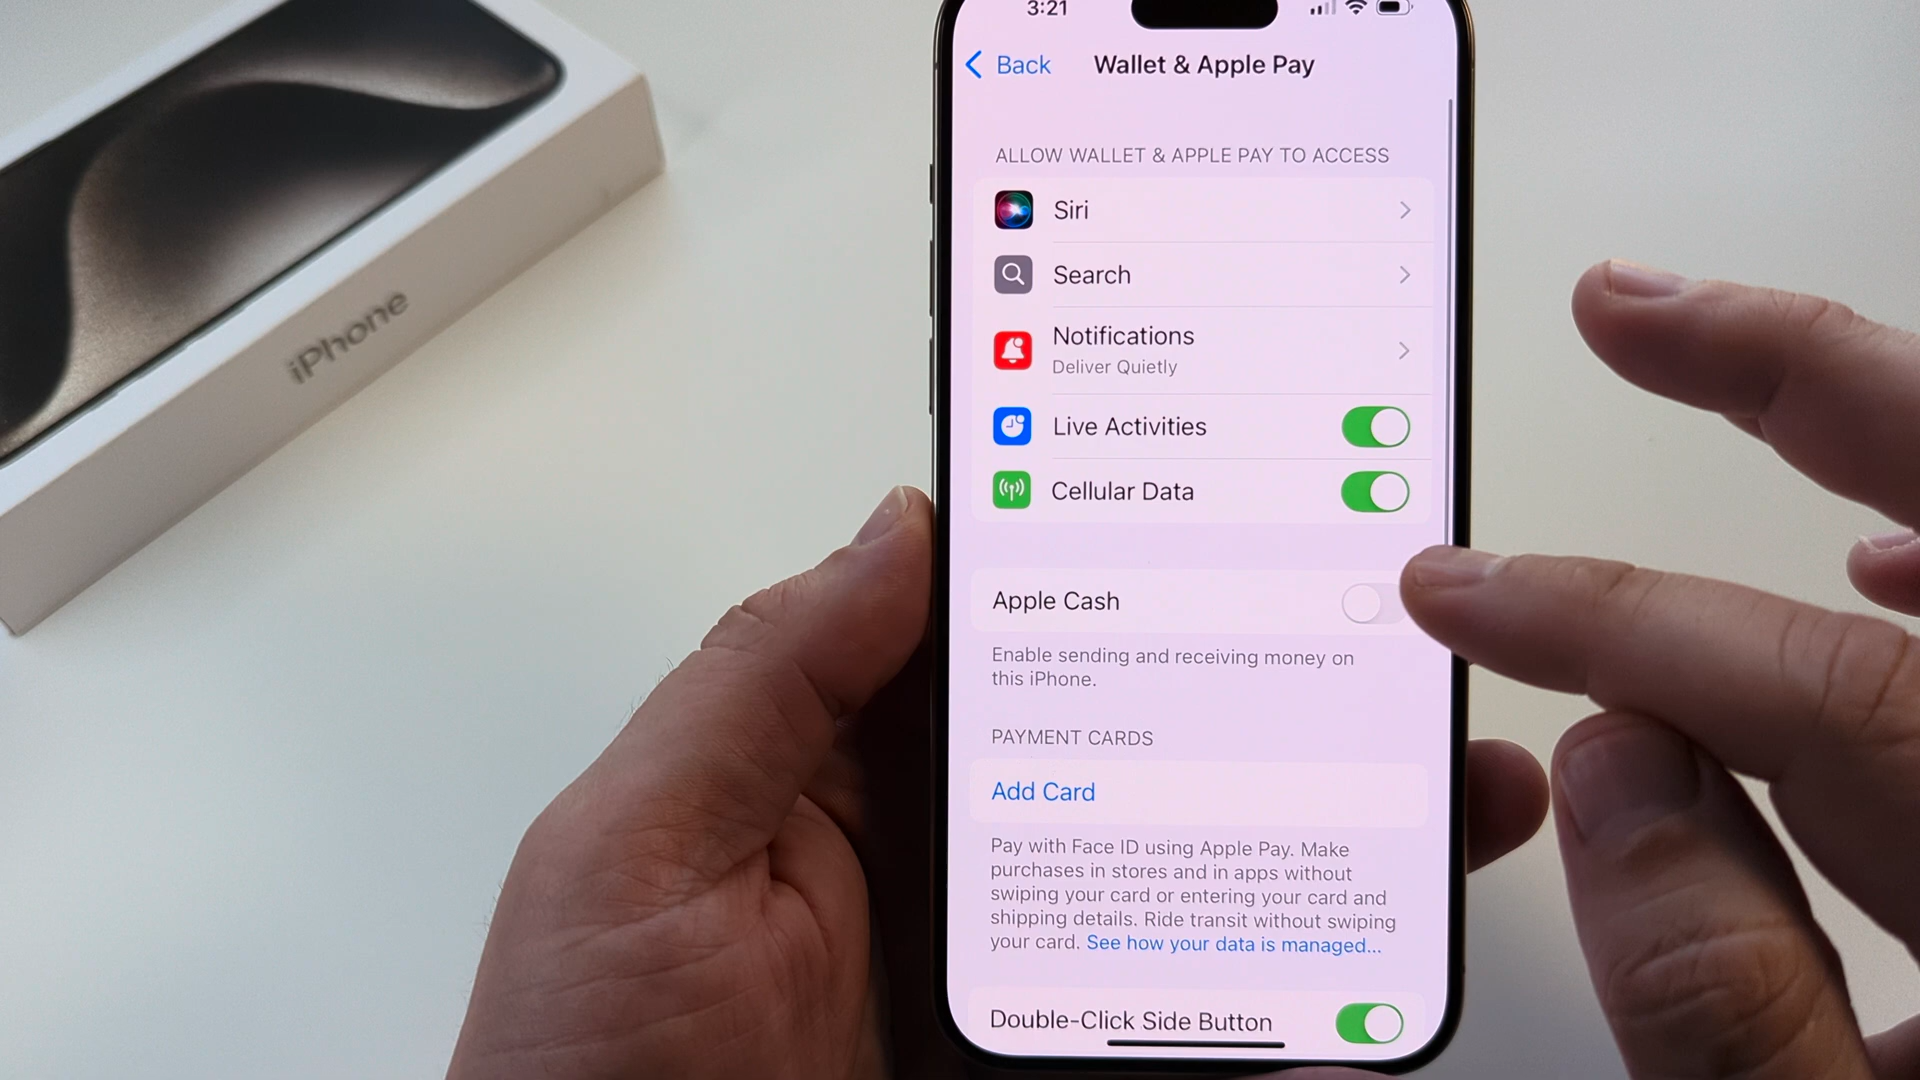 iPhone
3:21
Back
Wallet & Apple Pay
ALLOW WALLET & APPLE PAY TO ACCESS
Siri
Search
Notifications
Deliver Quietly
Live Activities
Cellular Data
Apple Cash
Enable sending and receiving money on
this iPhone.
PAYMENT CARDS
Add Card
Pay with Face ID using Apple Pay. Make
purchases in stores and in apps without
swiping your card or entering your card and
shipping details. Ride transit without swiping
your card. See how your data is managed...
Double-Click Side Button